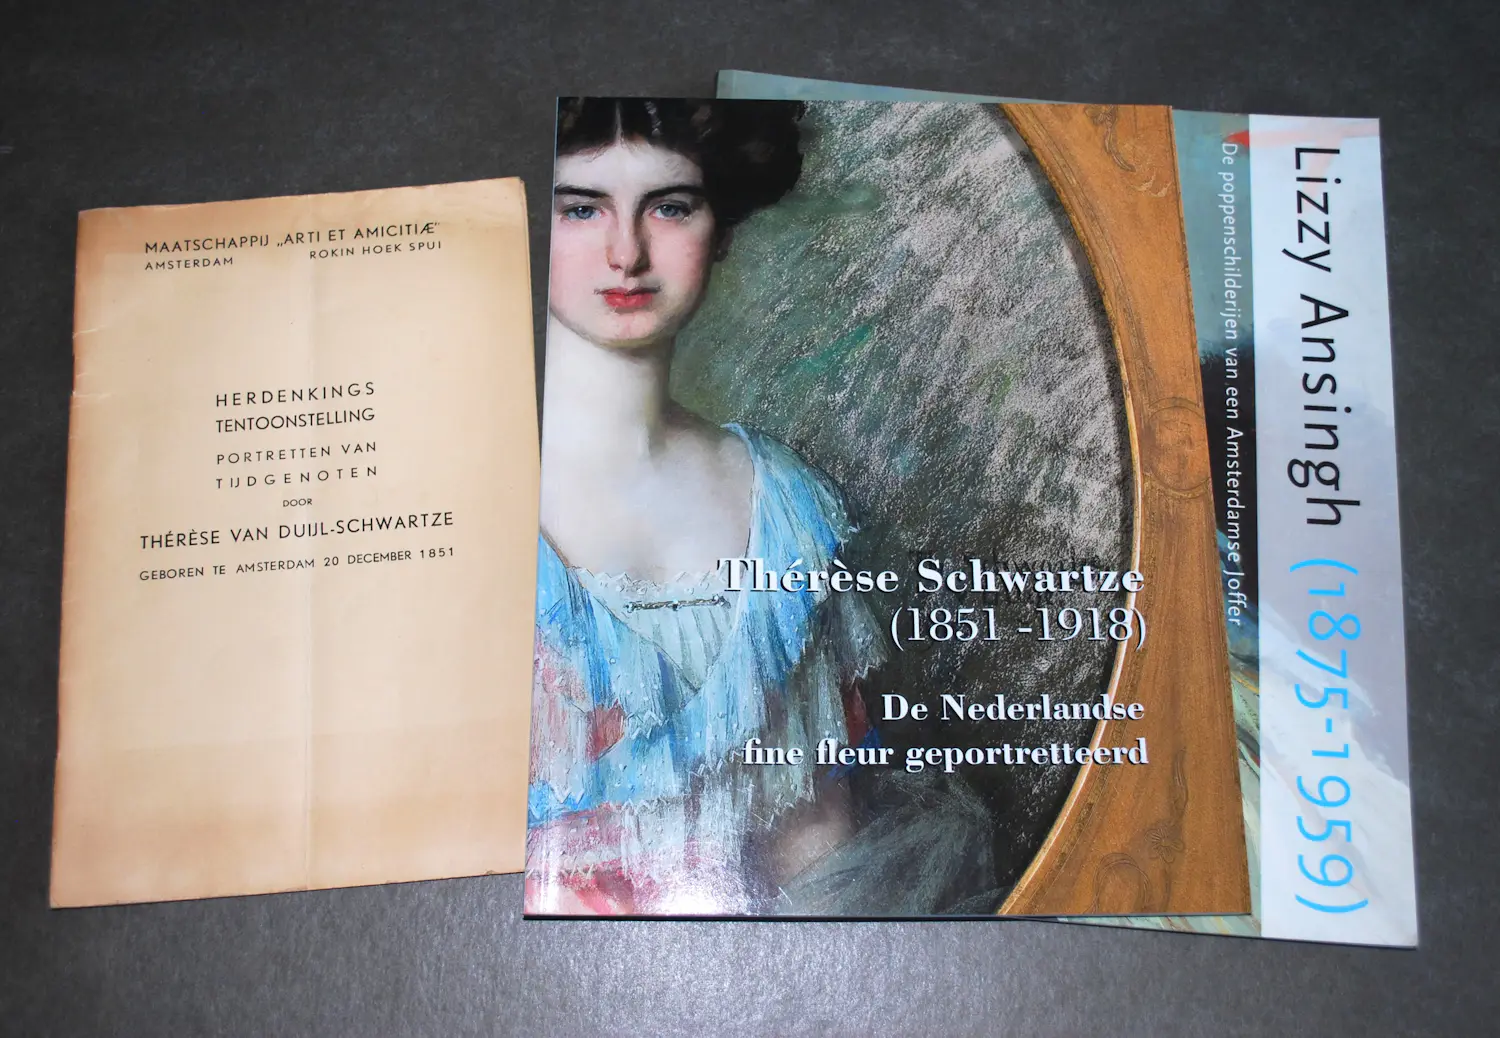 MAATSCHAPPIJ „ARTI ET AMICITIÆ”
AMSTERDAM ROKIN HOEK SPUI
HERDENKINGS
TENTOONSTELLING
PORTRETTEN VAN
TIJDGENOTEN
DOOR
THÉRÈSE VAN DUIJL-SCHWARTZE
GEBOREN TE AMSTERDAM 20 DECEMBER 1851
Thérèse Schwartze
(1851 -1918)
De Nederlandse
fine fleur geportretteerd
De poppenschilderijen van een Amsterdamse Joffer
Lizzy Ansingh (1875-1959)